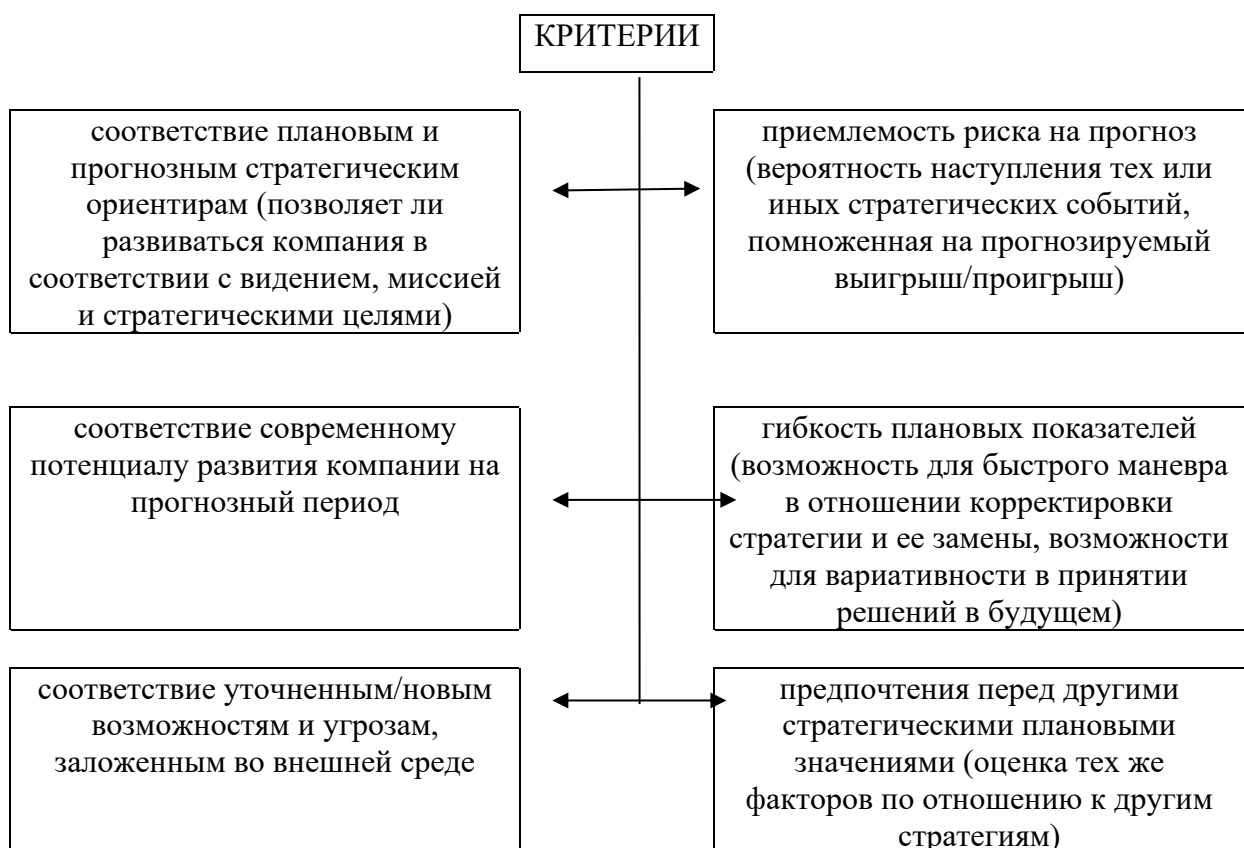 КРИТЕРИИ
соответствие плановым и
прогнозным стратегическим
ориентирам (позволяет ли
развиваться компания в
соответствии с видением, миссией
и стратегическими целями)
приемлемость риска на прогноз
(вероятность наступления тех или
иных стратегических событий,
помноженная на прогнозируемый
выигрыш/проигрыш)
соответствие современному
потенциалу развития компании на
прогнозный период
гибкость плановых показателей
(возможность для быстрого маневра
в отношении корректировки
стратегии и ее замены, возможности
для вариативности в принятии
решений в будущем)
соответствие уточненным/новым
возможностям и угрозам,
заложенным во внешней среде
предпочтения перед другими
стратегическими плановыми
значениями (оценка тех же
факторов по отношению к другим
стратегиям)